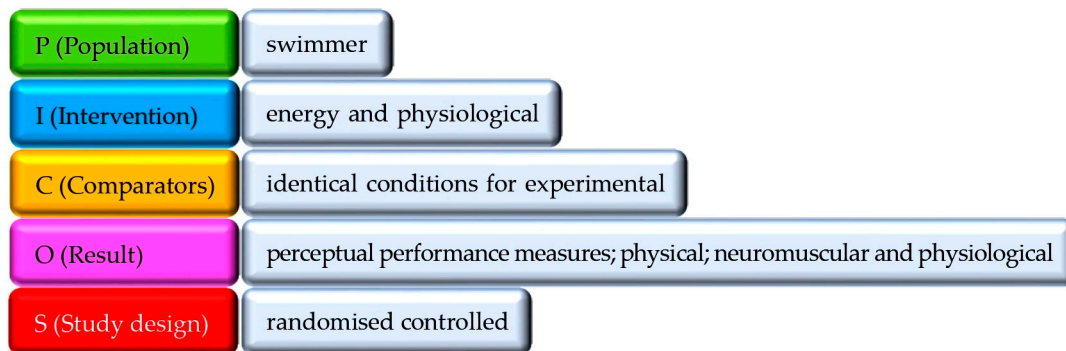 P (Population) swimmer
I (Intervention) energy and physiological
C (Comparators) identical conditions for experimental
O (Result) perceptual performance measures; physical; neuromuscular and physiological
S (Study design) randomised controlled